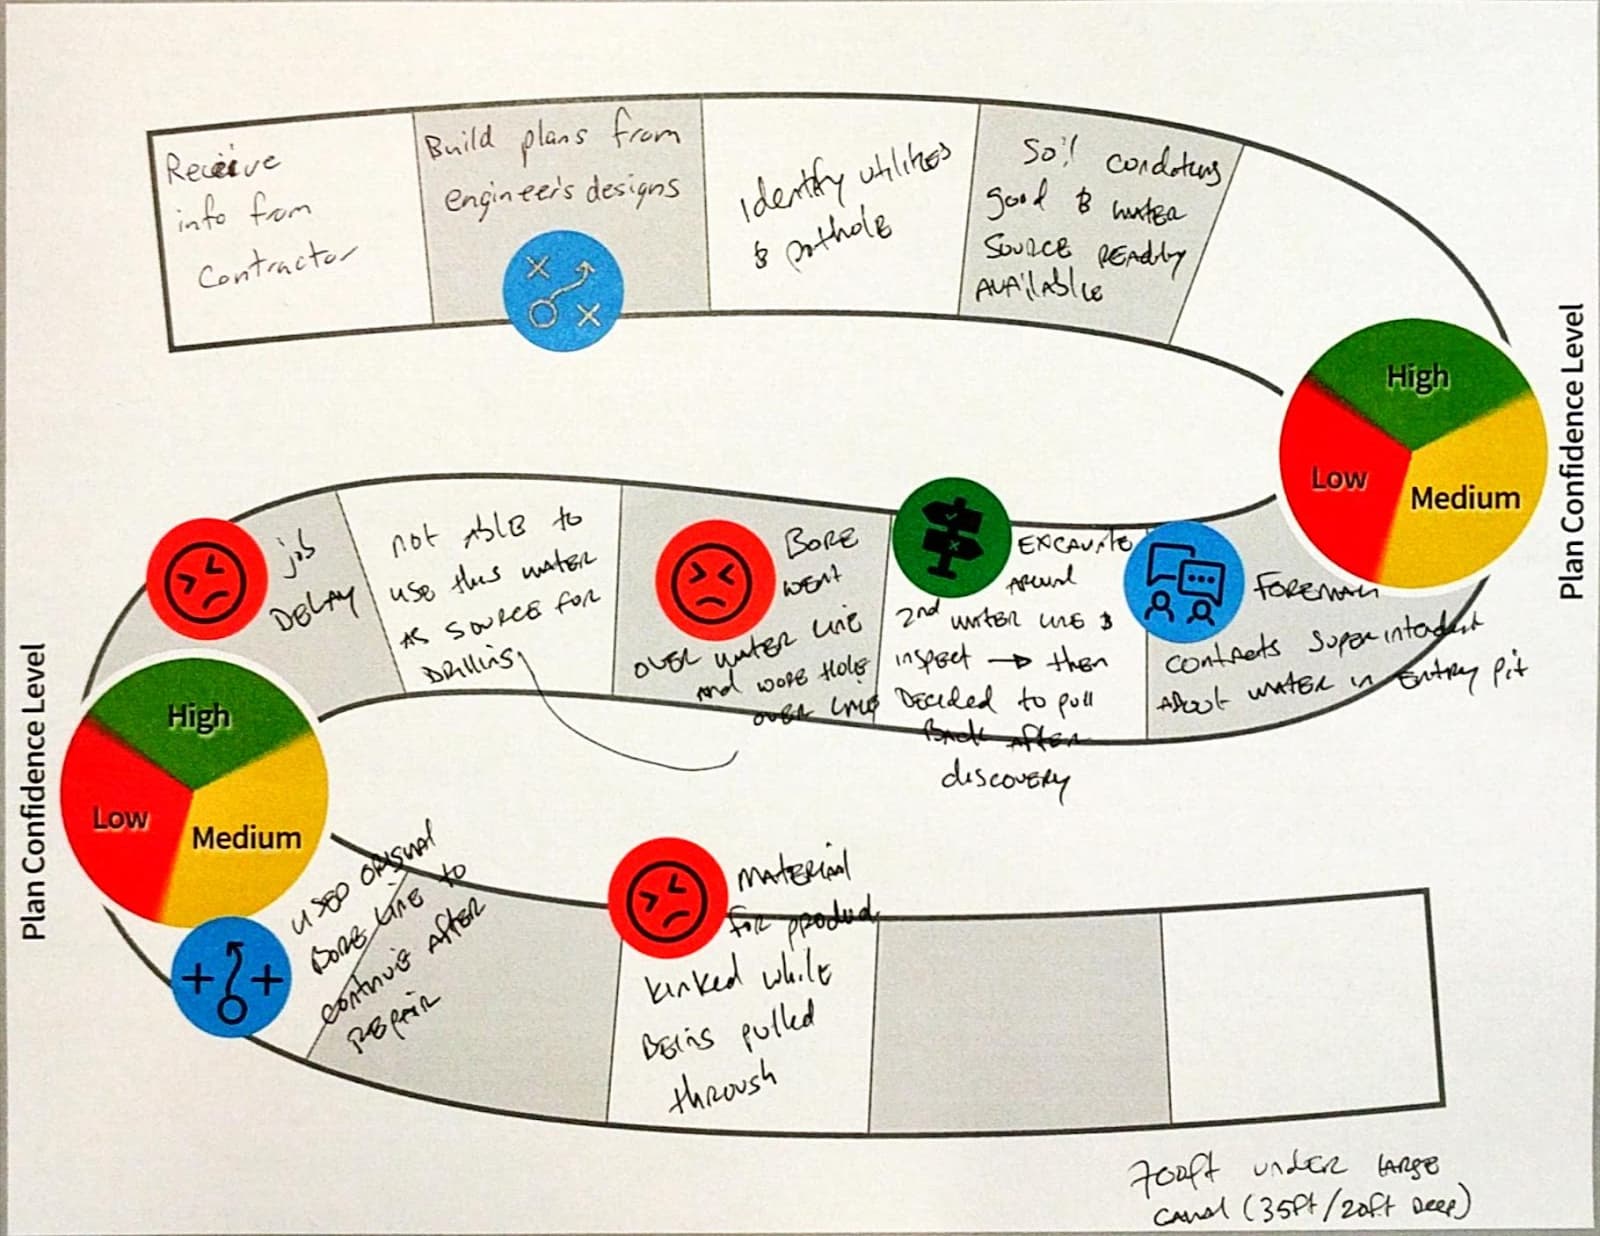 Receive
info from
Contractor
Build plans from
engineer's designs
Identify utilities
& pothole
Soil conditions
good & water
source readily
available
High
Low
Medium
Plan Confidence Level
Foreman
contacts superintendent
about water in entry pit
Excavate
around
2nd water line &
inspect → then
decided to pull
back after
discovery
Bore
went
over water line
and wore hole
over line
not able to
use this water
as source for
drilling
job
delay
Plan Confidence Level
High
Low
Medium
used original
bore line to
continue after
repair
Material
for product
kinked while
being pulled
through
700ft under large
canal (35ft/20ft deep)